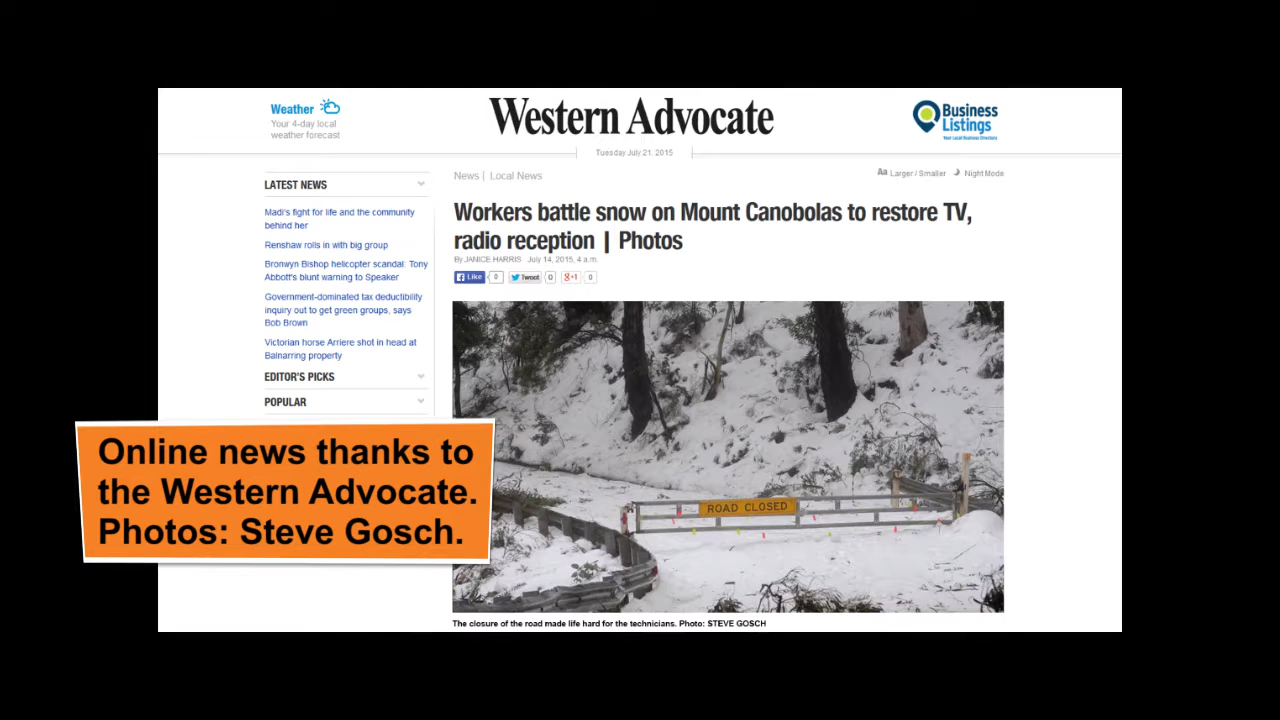 Weather
Your 4-day local
weather forecast
Western Advocate
Business
Listings
Your Local Business Directory
Tuesday July 21, 2015
News | Local News
Aa Larger / Smaller
Night Mode
LATEST NEWS
Madi's fight for life and the community
behind her
Renshaw rolls in with big group
Bronwyn Bishop helicopter scandal: Tony
Abbott's blunt warning to Speaker
Government-dominated tax deductibility
inquiry out to get green groups, says
Bob Brown
Victorian horse Arriere shot in head at
Balnarring property
EDITOR'S PICKS
POPULAR
Workers battle snow on Mount Canobolas to restore TV,
radio reception | Photos
By JANICE HARRIS July 14, 2015, 4 a.m.
Like 0 Tweet 0 g+1 0
ROAD CLOSED
The closure of the road made life hard for the technicians. Photo: STEVE GOSCH
Online news thanks to
the Western Advocate.
Photos: Steve Gosch.